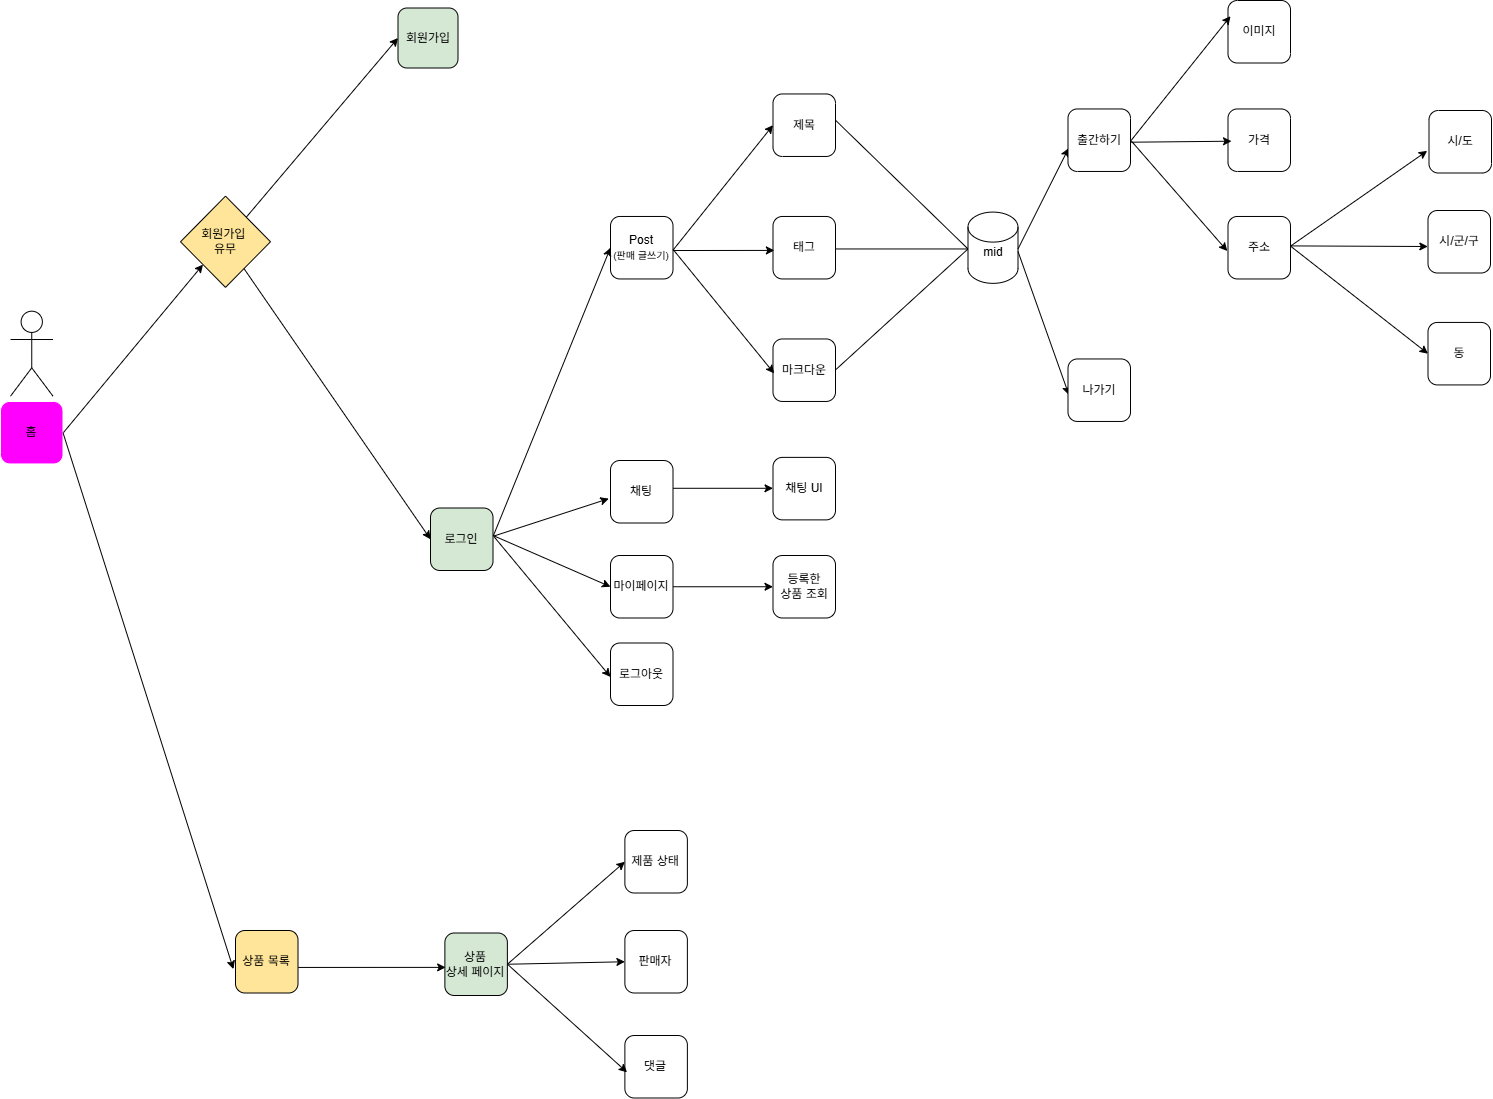 회원가입
회원가입
유무
홈
로그인
Post
(판매 글쓰기)
채팅
마이페이지
로그아웃
제목
태그
마크다운
채팅 UI
등록한
상품 조회
mid
출간하기
나가기
이미지
가격
주소
시/도
시/군/구
동
상품 목록
상품
상세 페이지
제품 상태
판매자
댓글